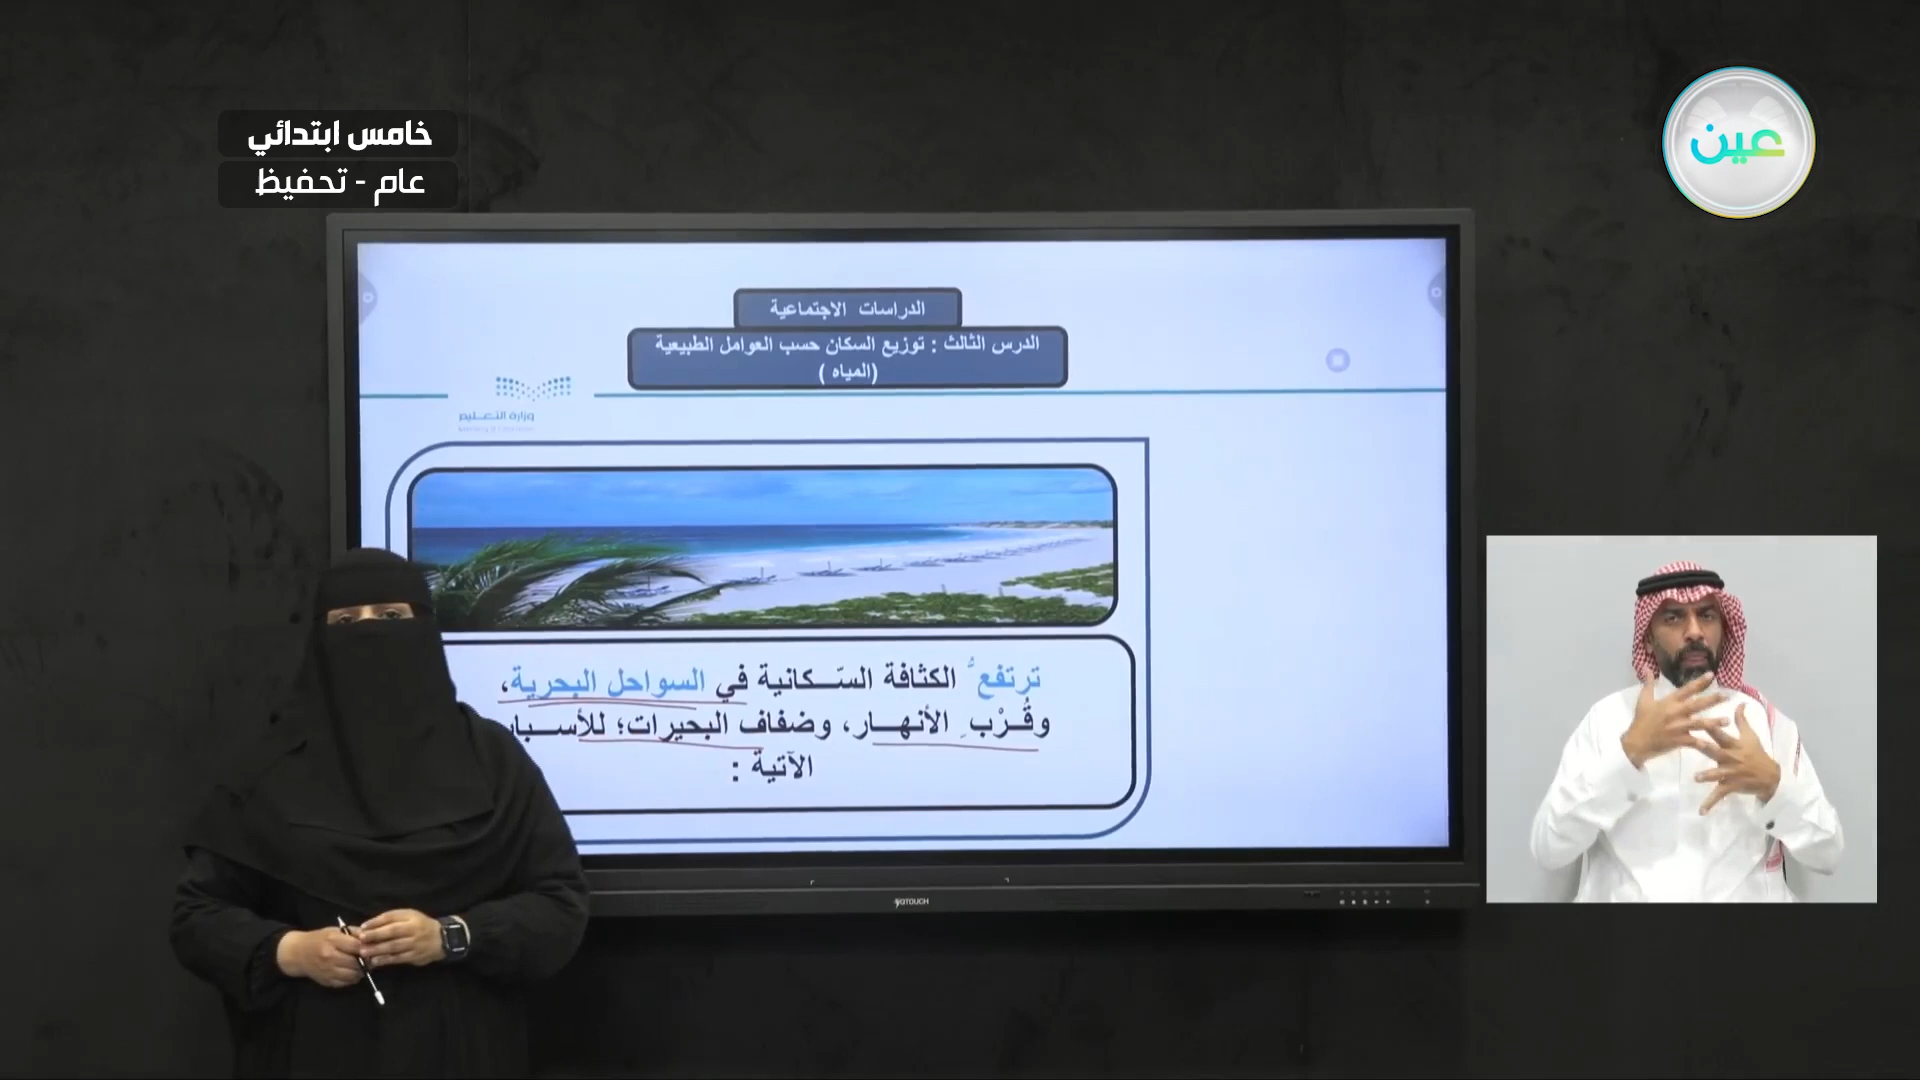 خامس ابتدائي
عام - تحفيظ
عين
الدراسات الاجتماعية
الدرس الثالث : توزيع السكان حسب العوامل الطبيعية
(المياه )
وزارة التعليم
ترتفعُ الكثافة السّكانية في السواحل البحرية،
وقُرْبِ الأنهار، وضفاف البحيرات؛
الآتية :